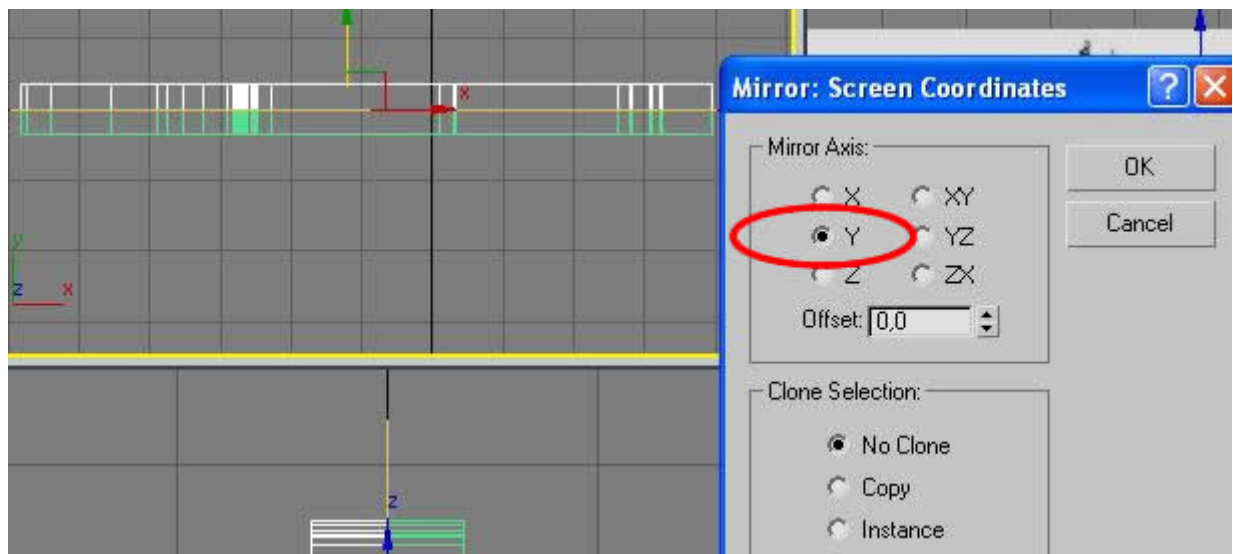 x
y
z x
z
Mirror: Screen Coordinates ? X
Mirror Axis:
X XY
Y YZ
Z ZX
Offset: 0,0
OK
Cancel
Clone Selection:
No Clone
Copy
Instance